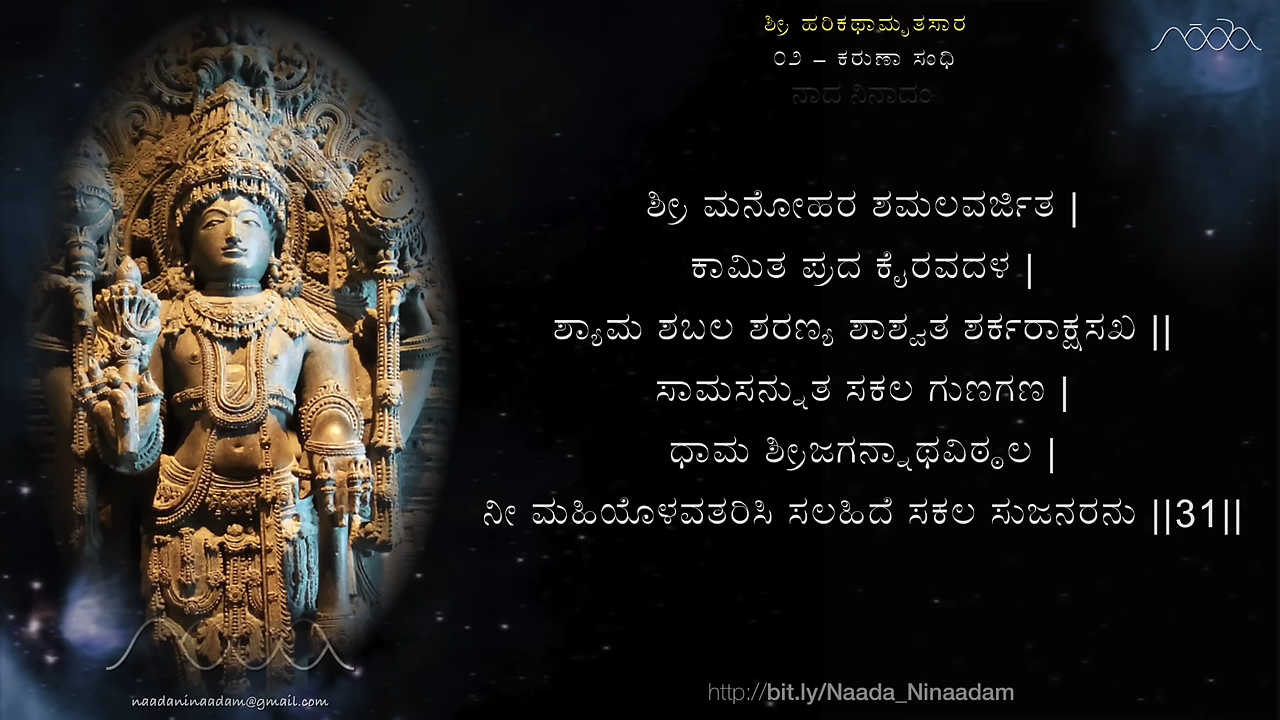 ಶ್ರೀ ಹರಿಕಥಾಮೃತಸಾರ
೦೨ – ಕರುಣಾ ಸಂಧಿ
ನಾದ ನಿನಾದಂ
ನಾದಂ
ಶ್ರೀ ಮನೋಹರ ಶಮಲವರ್ಜಿತ |
ಕಾಮಿತ ಪ್ರದ ಕೈರವದಳ |
ಶ್ಯಾಮ ಶಬಲ ಶರಣ್ಯ ಶಾಶ್ವತ ಶರ್ಕರಾಕ್ಷಸಖ ||
ಸಾಮಸನ್ನುತ ಸಕಲ ಗುಣಗಣ |
ಧಾಮ ಶ್ರೀಜಗನ್ನಾಥವಿಠ್ಠಲ |
ನೀ ಮಹಿಯೊಳವತರಿಸಿ ಸಲಹಿದೆ ಸಕಲ ಸುಜನರನು ||31||
naadaninaadam@gmail.com
http://bit.ly/Naada_Ninaadam